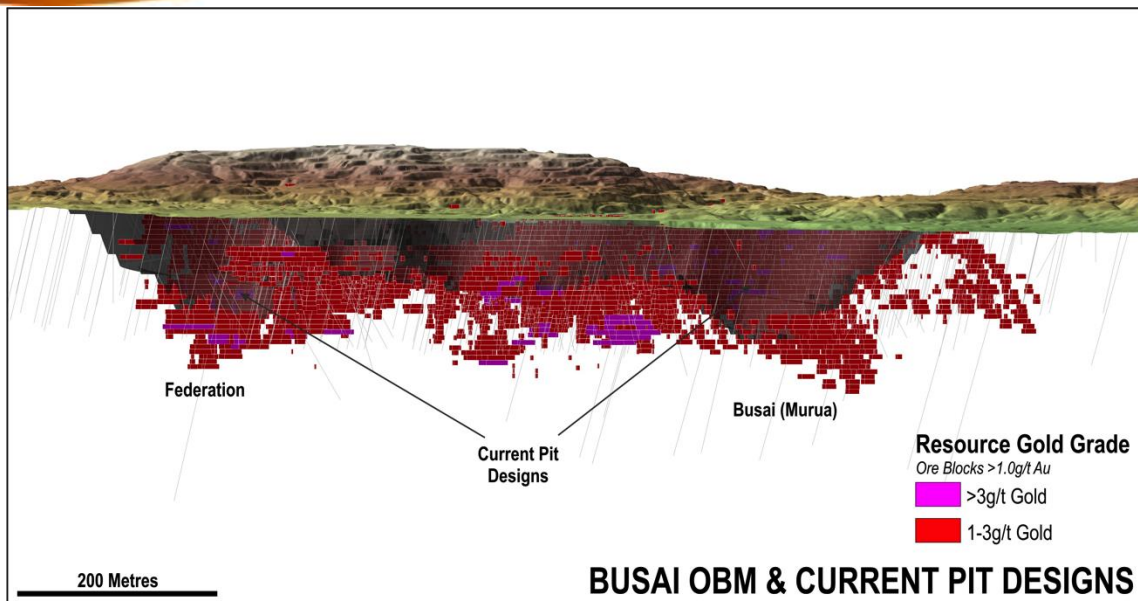 Federation
Busai (Murua)
Current Pit
Designs
Resource Gold Grade
Ore Blocks >1.0g/t Au
>3g/t Gold
1-3g/t Gold
200 Metres
BUSAI OBM & CURRENT PIT DESIGNS